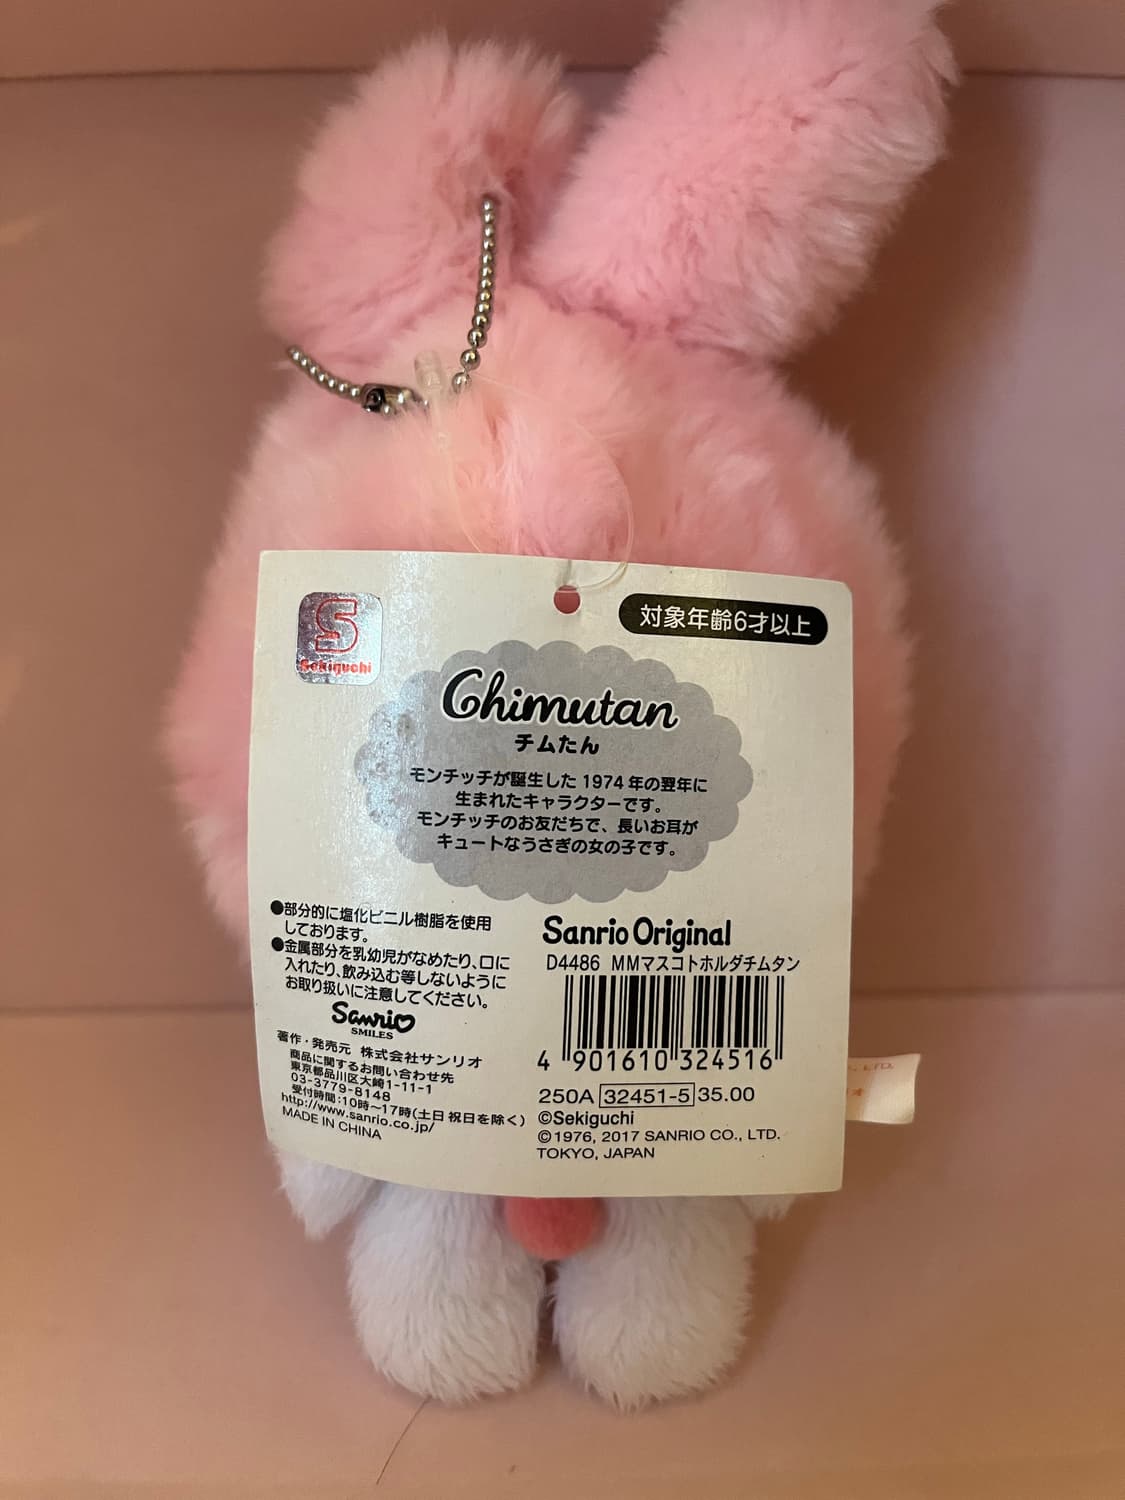 S
Sekiguchi
対象年齢6才以上
Chimutan
チムたん
モンチッチが誕生した1974年の翌年に
生まれたキャラクターです。
モンチッチのお友だちで、長いお耳が
キュートなうさぎの女の子です。
●部分的に塩化ビニル樹脂を使用
しております。
●金属部分を乳幼児がなめたり、口に
入れたり、飲み込む等しないように
お取り扱いに注意してください。
Sanrio
SMILES
著作・発売元 株式会社サンリオ
商品に関するお問い合わせ先
東京都品川区大崎1-11-1
03-3779-8148
受付時間:10時～17時(土日祝日を除く)
http://www.sanrio.co.jp/
MADE IN CHINA
Sanrio Original
D4486 MMマスコトホルダチムタン
4 901610 324516
250A 32451-5 35.00
©Sekiguchi
©1976, 2017 SANRIO CO., LTD.
TOKYO, JAPAN
LTD.
オ